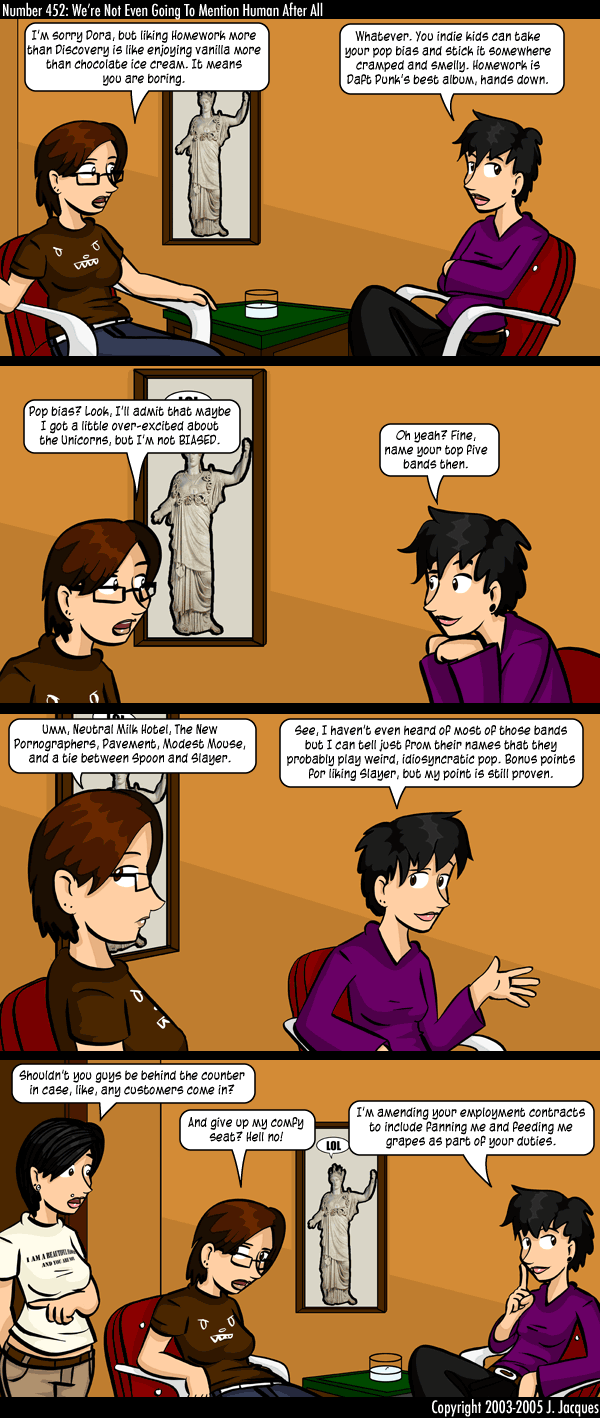 Number 452: We're Not Even Going To Mention Human After All
I'm sorry Dora, but liking Homework more
than Discovery is like enjoying vanilla more
than chocolate ice cream. It means
you are boring.
Whatever. You indie kids can take
your pop bias and stick it somewhere
cramped and smelly. Homework is
Daft Punk's best album, hands down.
LOL
Pop bias? Look, I'll admit that maybe
I got a little over-excited about
the Unicorns, but I'm not BIASED.
Oh yeah? Fine,
name your top five
bands then.
Umm, Neutral Milk Hotel, The New
Pornographers, Pavement, Modest Mouse,
and a tie between Spoon and Slayer.
See, I haven't even heard of most of those bands
but I can tell just from their names that they
probably play weird, idiosyncratic pop. Bonus points
for liking Slayer, but my point is still proven.
Shouldn't you guys be behind the counter
in case, like, any customers come in?
And give up my comfy
seat? Hell no!
I'm amending your employment contracts
to include fanning me and feeding me
grapes as part of your duties.
LOL
I AM A BEAUTIFUL
AND YOU ARE NOT
Copyright 2003-2005 J. Jacques